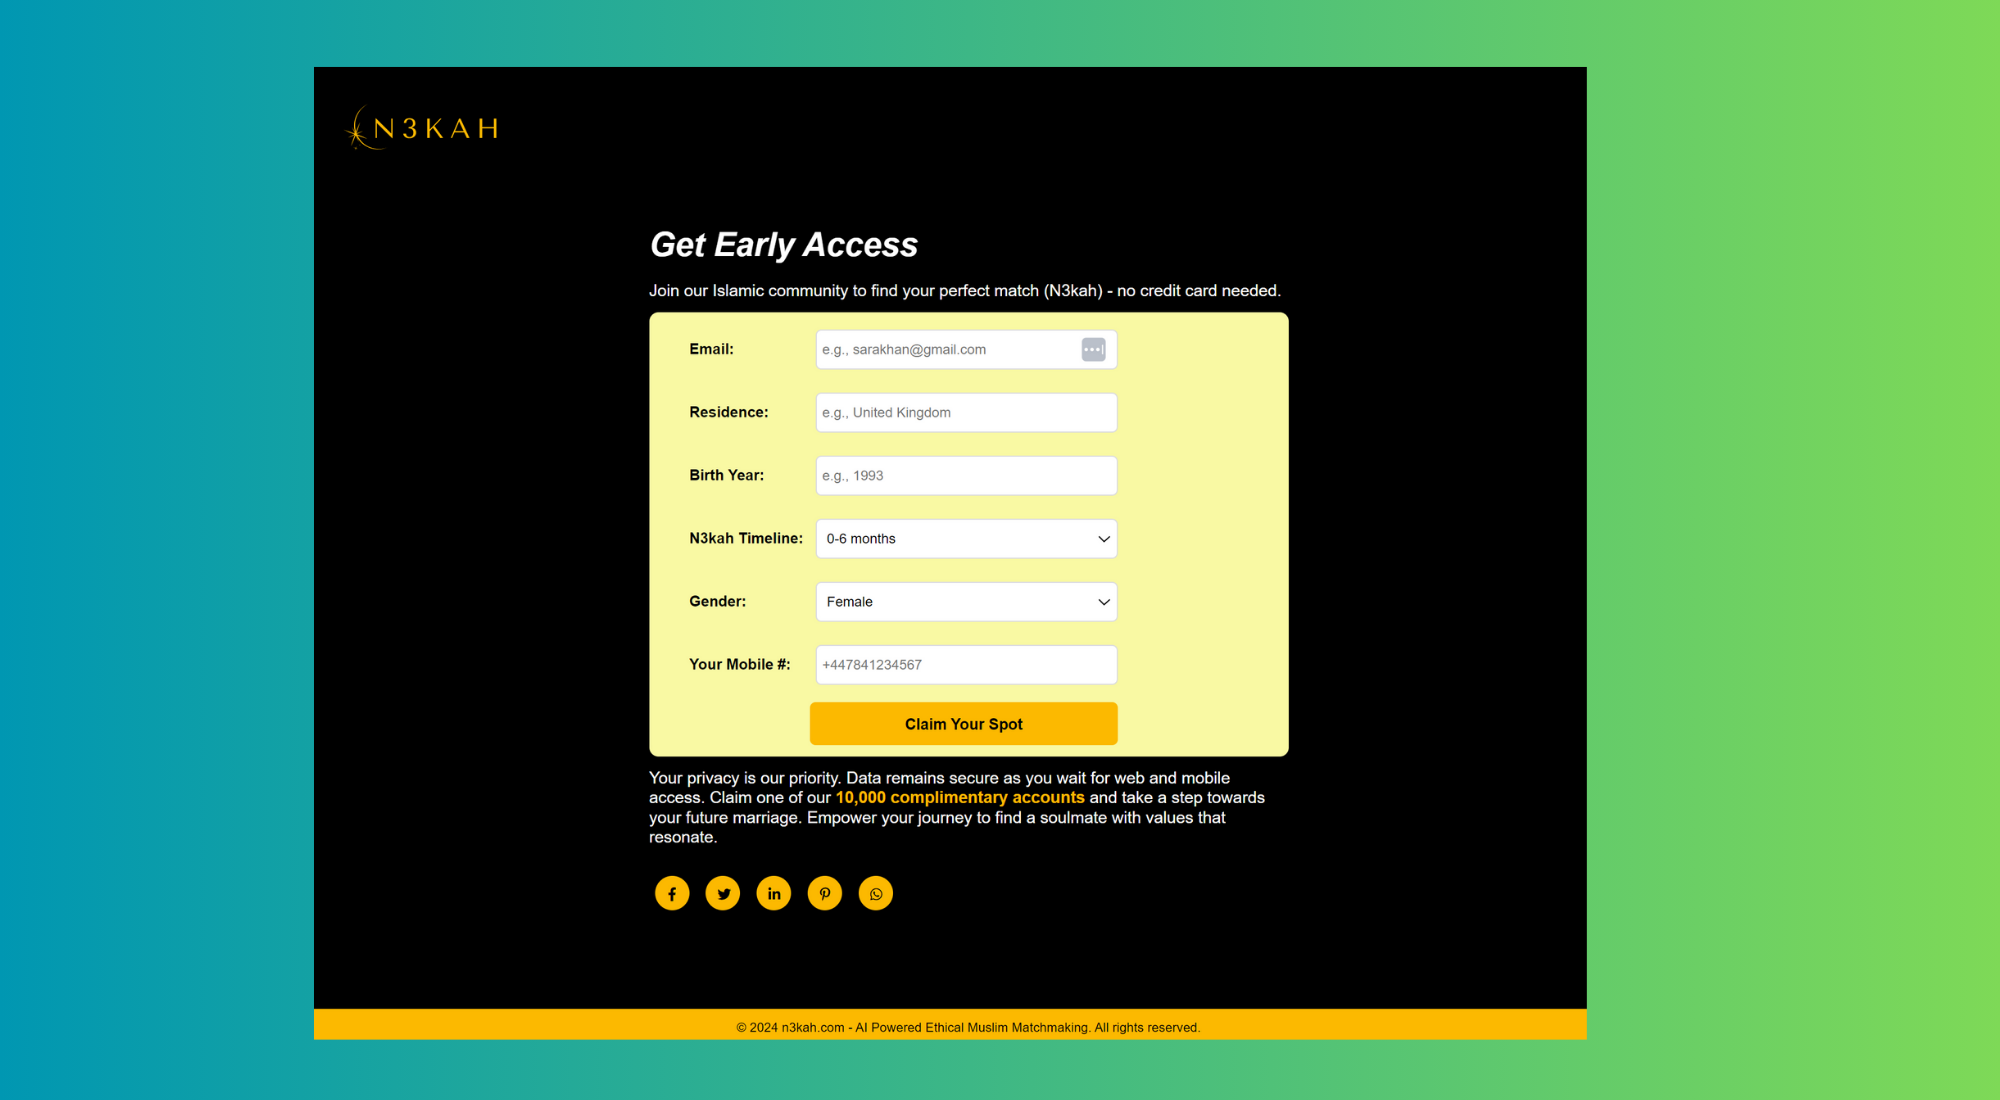 N3KAH
Get Early Access
Join our Islamic community to find your perfect match (N3kah) - no credit card needed.
Email: e.g., sarakhan@gmail.com
Residence: e.g., United Kingdom
Birth Year: e.g., 1993
N3kah Timeline: 0-6 months
Gender: Female
Your Mobile #: +447841234567
Claim Your Spot
Your privacy is our priority. Data remains secure as you wait for web and mobile
access. Claim one of our 10,000 complimentary accounts and take a step towards
your future marriage. Empower your journey to find a soulmate with values that
resonate.
© 2024 n3kah.com - AI Powered Ethical Muslim Matchmaking. All rights reserved.